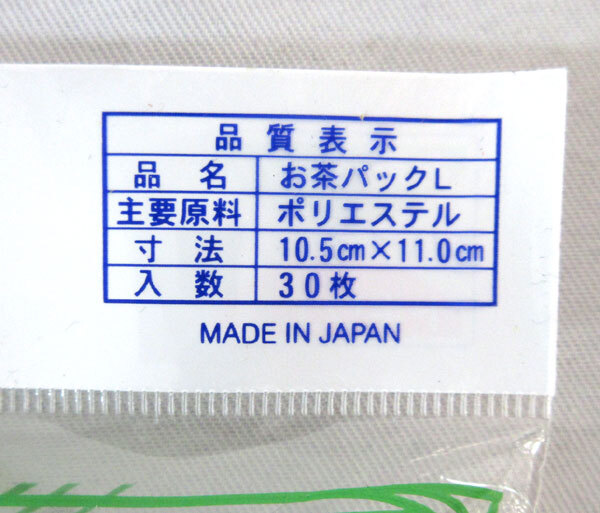 品質表示
品名 お茶パックL
主要原料 ポリエステル
寸法 10.5cm×11.0cm
入数 30枚
MADE IN JAPAN